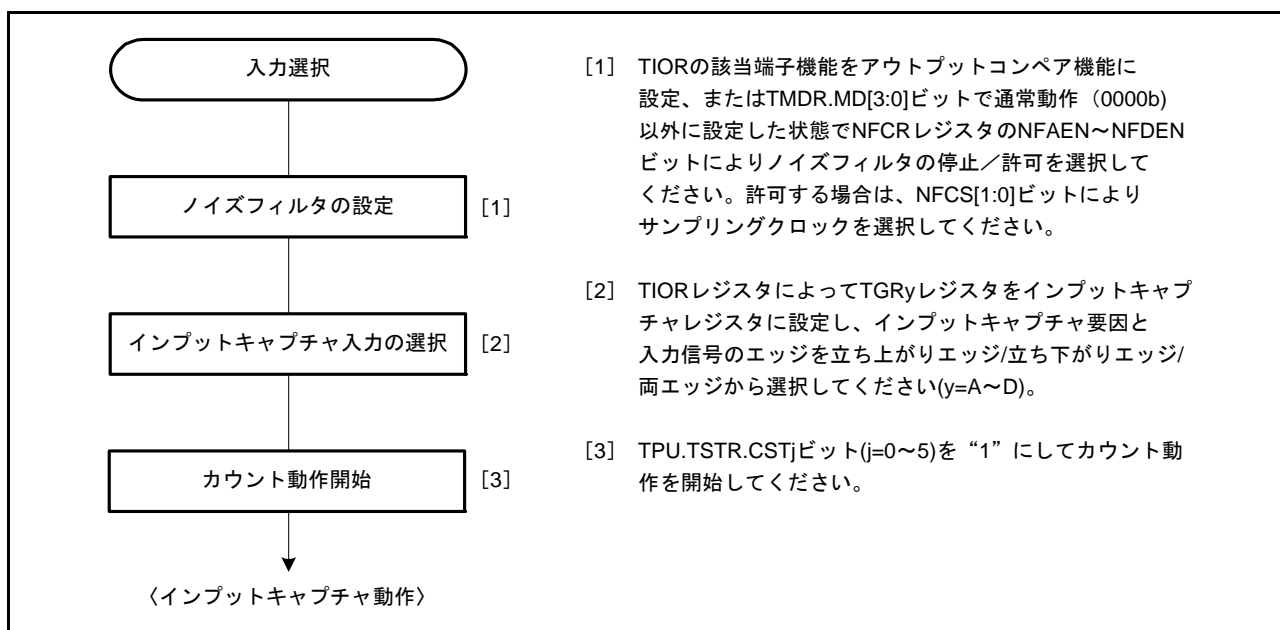 入力選択
ノイズフィルタの設定 [1]
インプットキャプチャ入力の選択 [2]
カウント動作開始 [3]
〈インプットキャプチャ動作〉
[1] TIORの該当端子機能をアウトプットコンペア機能に
設定、またはTMDR.MD[3:0]ビットで通常動作（0000b)
以外に設定した状態でNFCRレジスタのNFAEN～NFDEN
ビットによりノイズフィルタの停止／許可を選択して
ください。許可する場合は、NFCS[1:0]ビットにより
サンプリングクロックを選択してください。
[2] TIORレジスタによってTGRyレジスタをインプットキャプ
チャレジスタに設定し、インプットキャプチャ要因と
入力信号のエッジを立ち上がりエッジ/立ち下がりエッジ/
両エッジから選択してください(y=A～D)。
[3] TPU.TSTR.CSTjビット(j=0～5)を“1”にしてカウント動
作を開始してください。